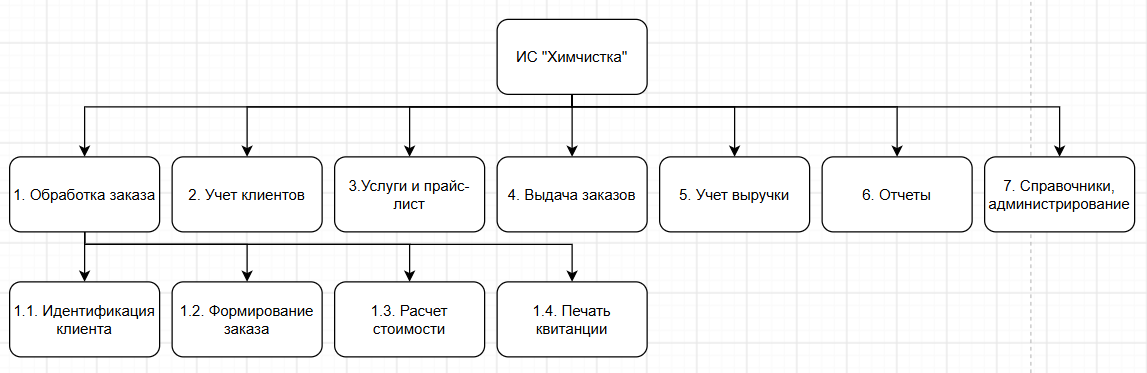 ИС "Химчистка"
1. Обработка заказа
2. Учет клиентов
3.Услуги и прайс-
лист
4. Выдача заказов
5. Учет выручки
6. Отчеты
7. Справочники,
администрирование
1.1. Идентификация
клиента
1.2. Формирование
заказа
1.3. Расчет
стоимости
1.4. Печать
квитанции